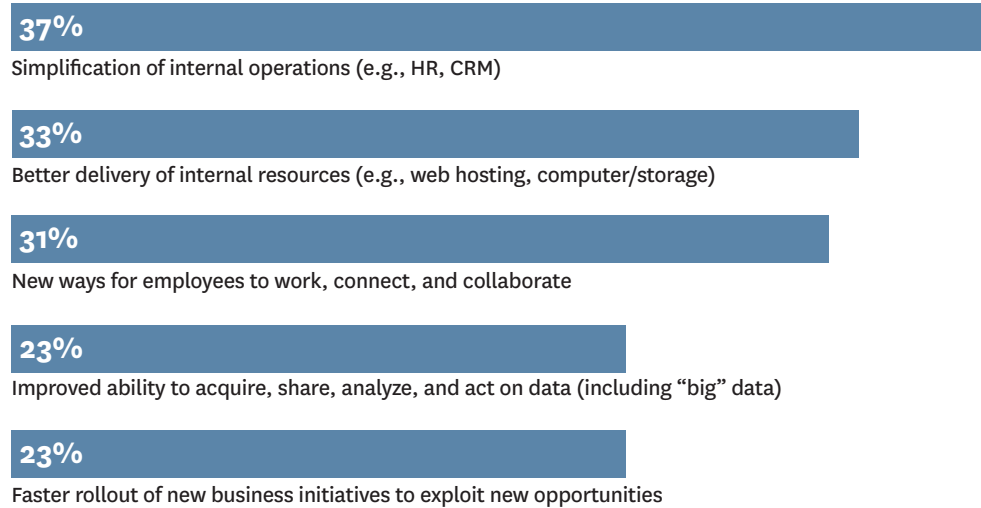 37%
Simplification of internal operations (e.g., HR, CRM)
33%
Better delivery of internal resources (e.g., web hosting, computer/storage)
31%
New ways for employees to work, connect, and collaborate
23%
Improved ability to acquire, share, analyze, and act on data (including “big” data)
23%
Faster rollout of new business initiatives to exploit new opportunities